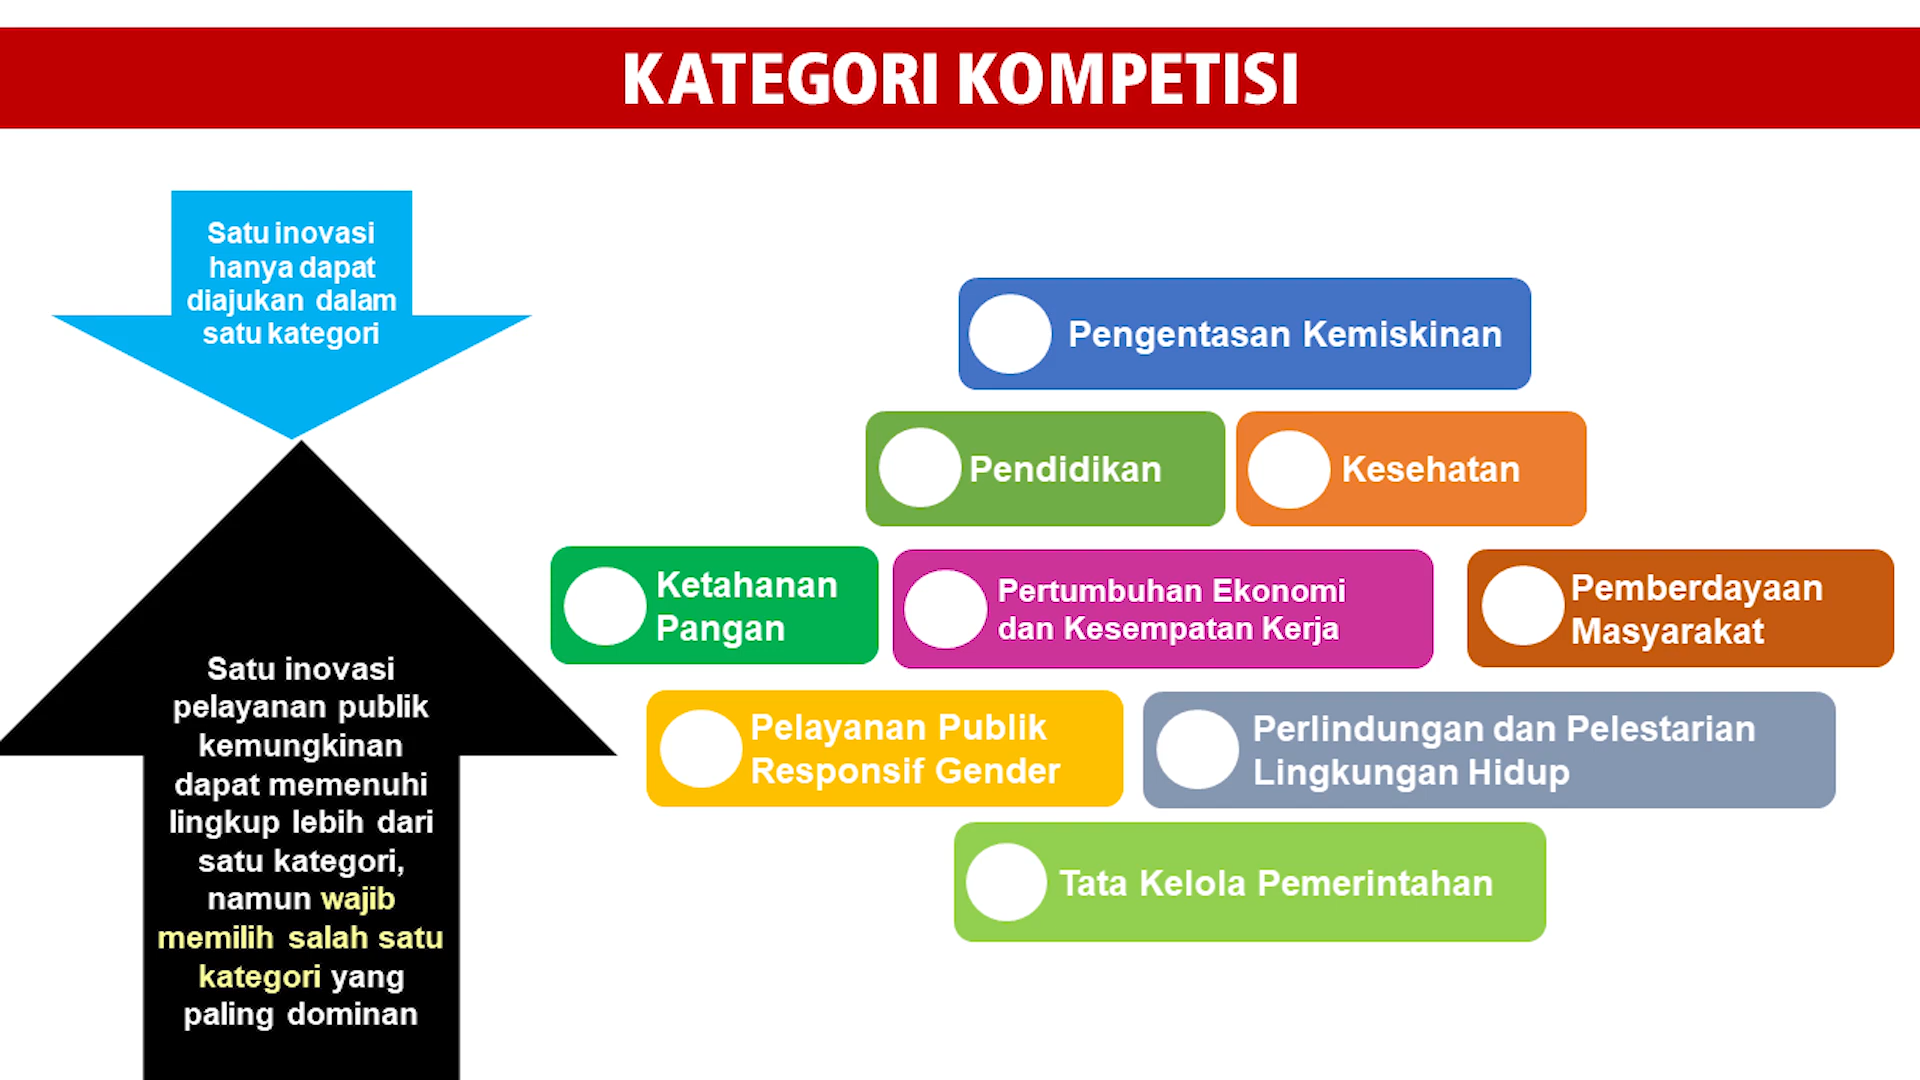 KATEGORI KOMPETISI
Satu inovasi
hanya dapat
diajukan dalam
satu kategori
Satu inovasi
pelayanan publik
kemungkinan
dapat memenuhi
lingkup lebih dari
satu kategori,
namun wajib
memilih salah satu
kategori yang
paling dominan
Pengentasan Kemiskinan
Pendidikan
Kesehatan
Ketahanan
Pangan
Pertumbuhan Ekonomi
dan Kesempatan Kerja
Pemberdayaan
Masyarakat
Pelayanan Publik
Responsif Gender
Perlindungan dan Pelestarian
Lingkungan Hidup
Tata Kelola Pemerintahan